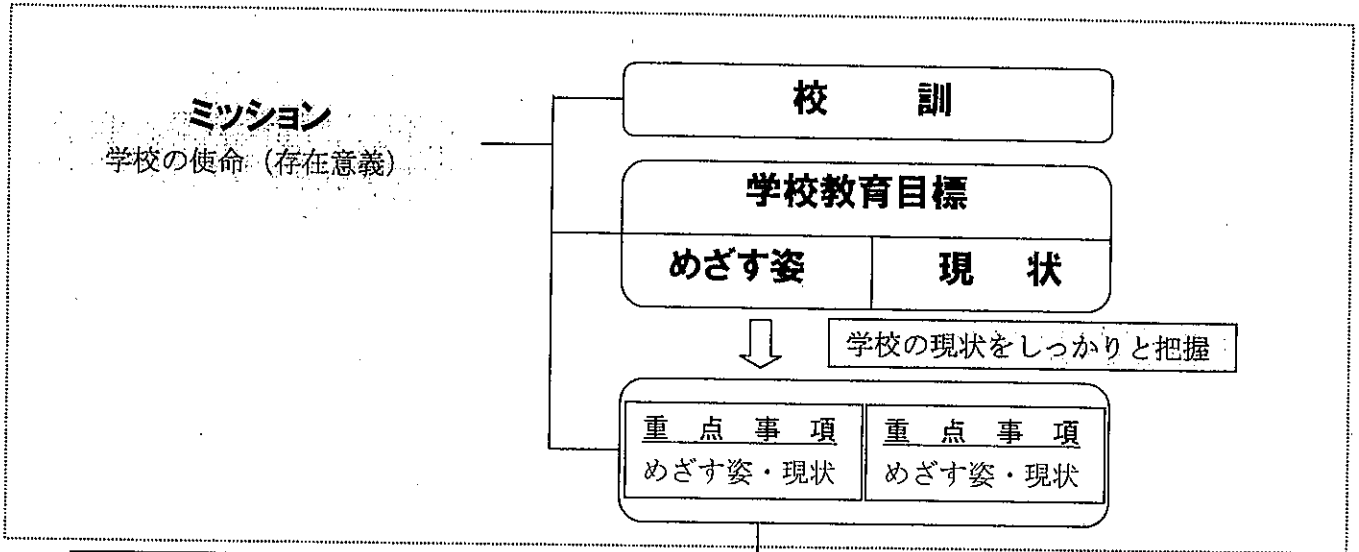 ミッション
学校の使命（存在意義）
校　訓
学校教育目標
めざす姿
現　状
学校の現状をしっかりと把握
重　点　事　項
めざす姿・現状
重　点　事　項
めざす姿・現状